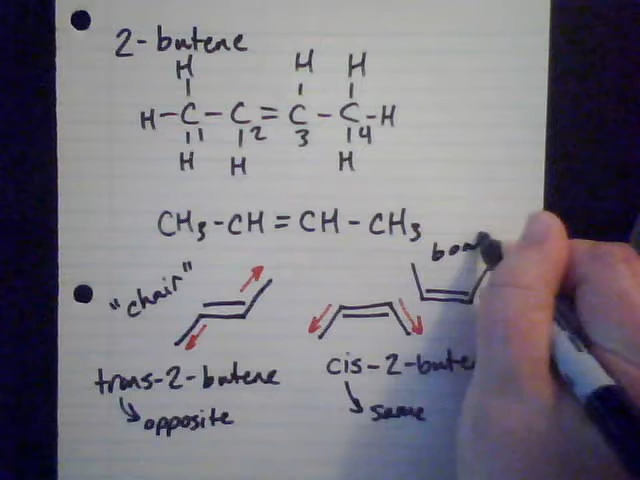 2-butene
H H H
H-C-C=C-C-H
1 2 3 4
H H H
CH₃-CH=CH-CH₃
"chair"
trans-2-butene cis-2-bute
opposite same